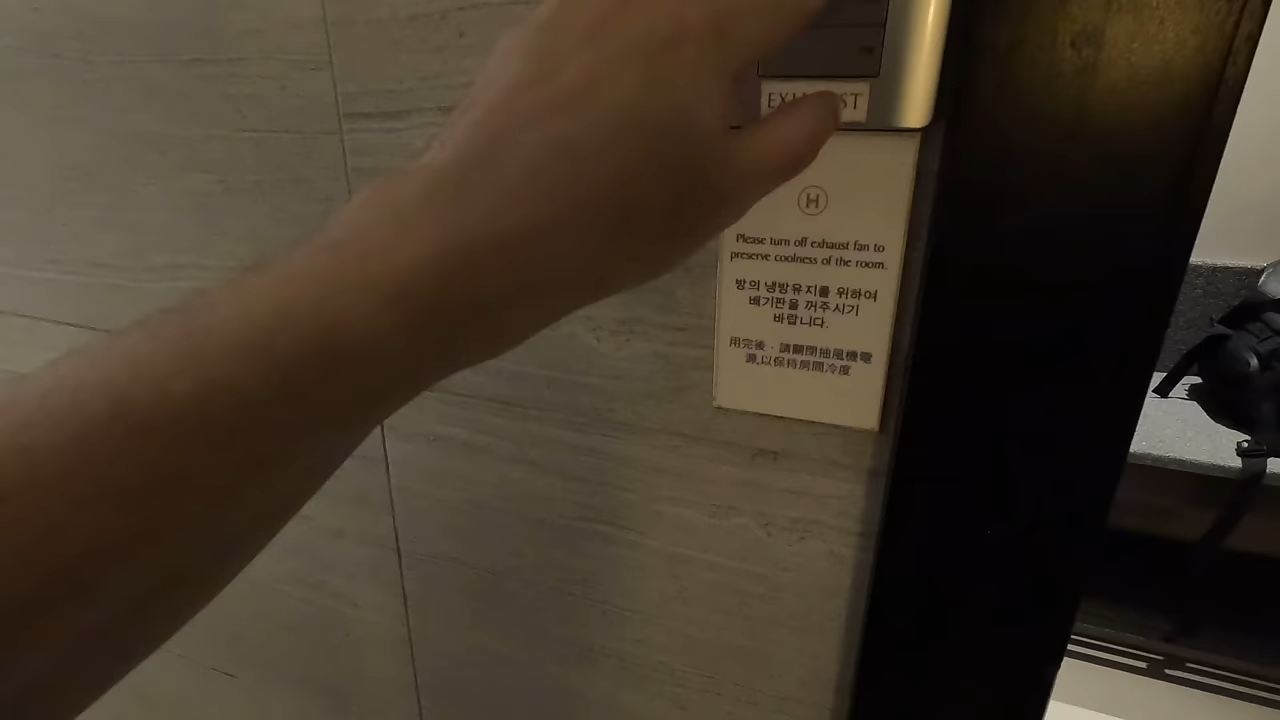 EXHAUST
H
Please turn off exhaust fan to
preserve coolness of the room.
방의 냉방유지를 위하여
배기판을 꺼주시기
바랍니다.
用完後，請關閉抽風機電
源,以保持房間冷度